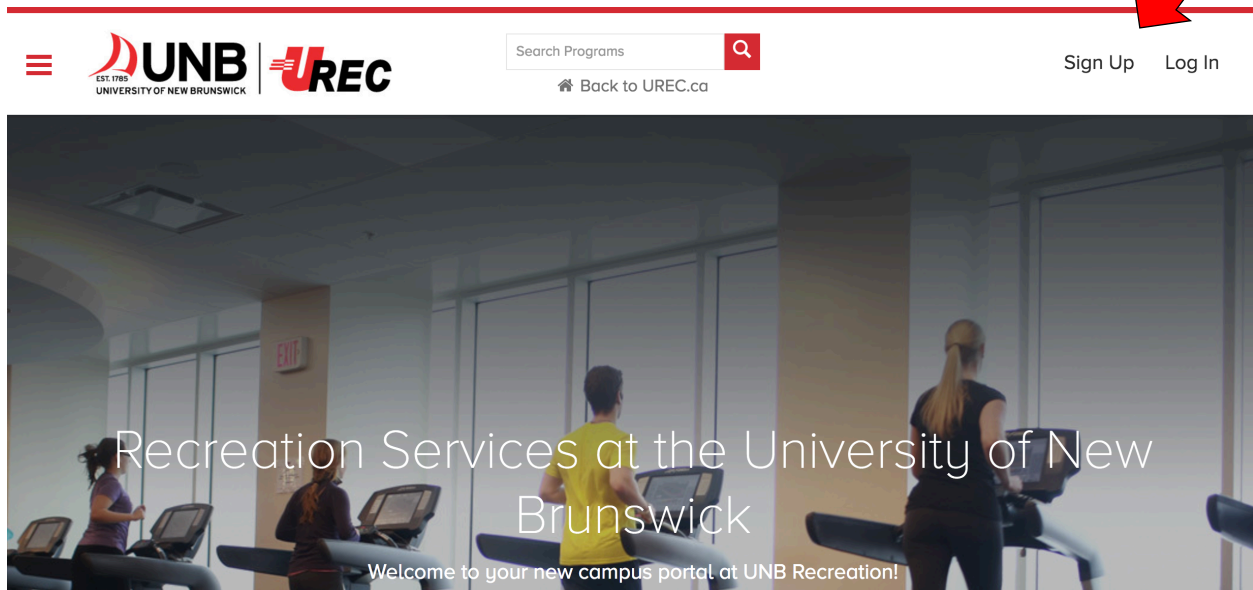 UNB
EST. 1785
UNIVERSITY OF NEW BRUNSWICK
UREC
Search Programs
Back to UREC.ca
Sign Up
Log In
EXIT
Recreation Services at the University of New
Brunswick
Welcome to your new campus portal at UNB Recreation!